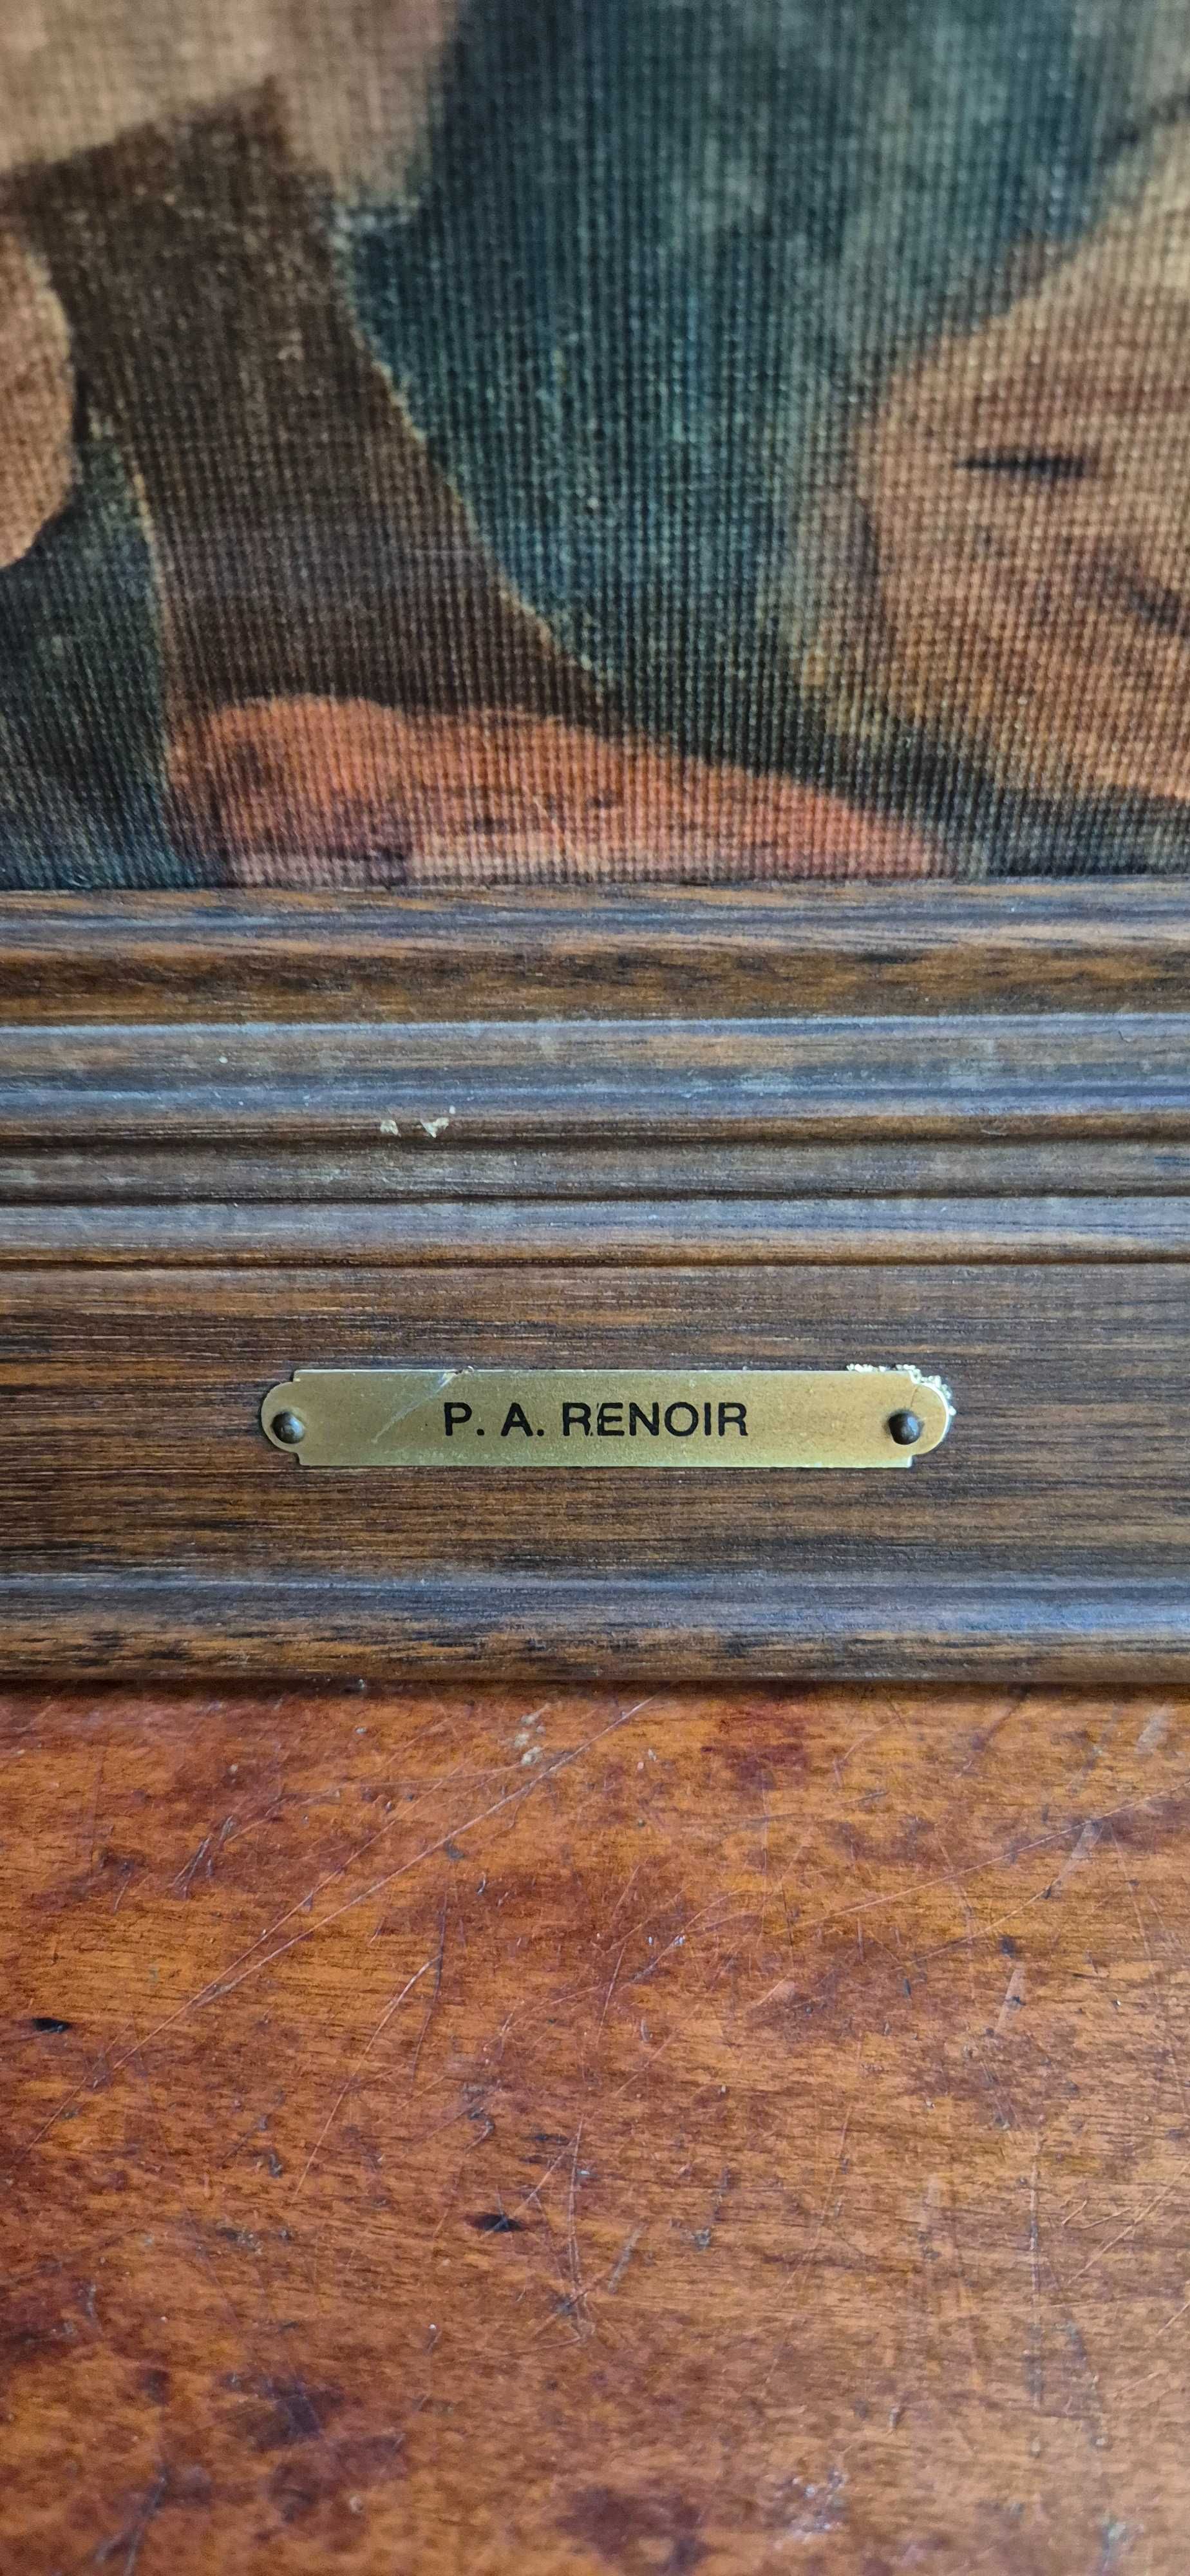 P. A. RENOIR